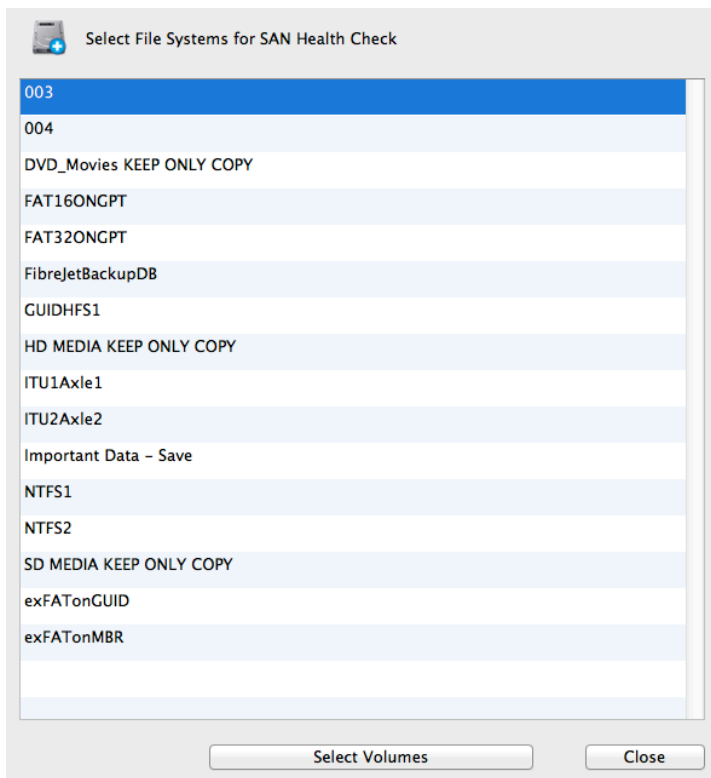 Select File Systems for SAN Health Check
003
004
DVD_Movies KEEP ONLY COPY
FAT16ONGPT
FAT32ONGPT
FibreJetBackupDB
GUIDHFS1
HD MEDIA KEEP ONLY COPY
ITU1Axle1
ITU2Axle2
Important Data – Save
NTFS1
NTFS2
SD MEDIA KEEP ONLY COPY
exFATonGUID
exFATonMBR
Select Volumes
Close